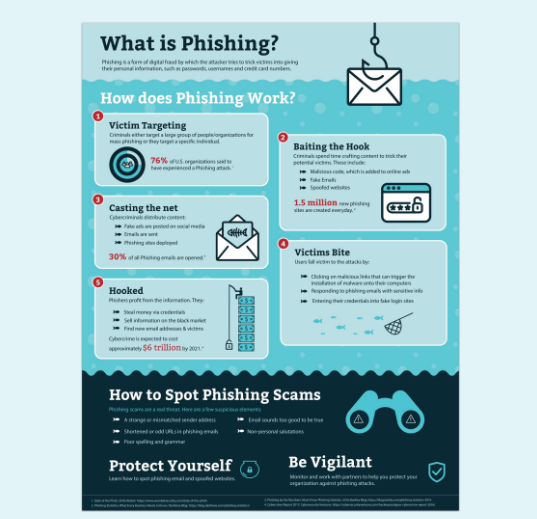 What is Phishing?
Phishing is a form of digital fraud by which the attacker tries to trick victims into giving
their personal information, such as passwords, usernames and credit card numbers.
How does Phishing Work?
1
Victim Targeting
Criminals either target a large group of people/organizations for
mass phishing or they target a specific individual.
76% of U.S. organizations said to
have experienced a Phishing attack.
2
Baiting the Hook
Criminals spend time crafting content to trick their
potential victims. These include:
Malicious code, which is added to online ads
Fake Emails
Spoofed websites
1.5 million new phishing
sites are created everyday.
3
Casting the net
Cybercriminals distribute content:
Fake ads are posted on social media
Emails are sent
Phishing sites deployed
30% of all Phishing emails are opened.
4
Victims Bite
Users fall victim to the attacks by:
Clicking on malicious links that can trigger the
installation of malware onto their computers
Responding to phishing emails with sensitive info
Entering their credentials into fake login sites
5
Hooked
Phishers profit from the information. They:
Steal money via credentials
Sell information on the black market
Find new email addresses & victims
Cybercrime is expected to cost
approximately $6 trillion by 2021.
How to Spot Phishing Scams
Phishing scams are a real threat. Here are a few suspicious elements:
A strange or mismatched sender address
Shortened or odd URLs in phishing emails
Poor spelling and grammar
Email sounds too good to be true
Non-personal salutations
Protect Yourself
Learn how to spot phishing email and spoofed websites.
Be Vigilant
Monitor and work with partners to help you protect your
organization against phishing attacks.